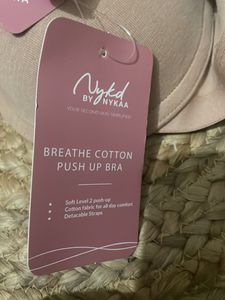 Nykd
BY NYKAA
YOUR SECOND SKIN. SIMPLIFIED
BREATHE COTTON
PUSH UP BRA
Soft Level 2 push-up
Cotton fabric for all day comfort
Detacable Straps